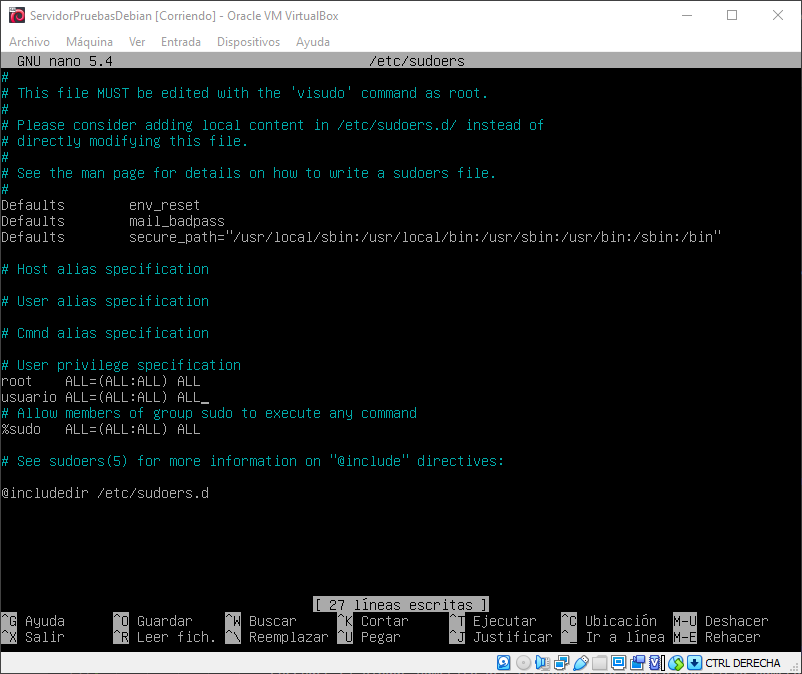 ServidorPruebasDebian [Corriendo] - Oracle VM VirtualBox
Archivo Máquina Ver Entrada Dispositivos Ayuda
GNU nano 5.4 /etc/sudoers
#
# This file MUST be edited with the 'visudo' command as root.
#
# Please consider adding local content in /etc/sudoers.d/ instead of
# directly modifying this file.
#
# See the man page for details on how to write a sudoers file.
#
Defaults env_reset
Defaults mail_badpass
Defaults secure_path="/usr/local/sbin:/usr/local/bin:/usr/sbin:/usr/bin:/sbin:/bin"
# Host alias specification
# User alias specification
# Cmnd alias specification
# User privilege specification
root ALL=(ALL:ALL) ALL
usuario ALL=(ALL:ALL) ALL_
# Allow members of group sudo to execute any command
%sudo ALL=(ALL:ALL) ALL
# See sudoers(5) for more information on "@include" directives:
@includedir /etc/sudoers.d
[ 27 líneas escritas ]
^G Ayuda ^O Guardar ^W Buscar ^K Cortar ^T Ejecutar ^C Ubicación M-U Deshacer
^X Salir ^R Leer fich. ^\ Reemplazar ^U Pegar ^J Justificar ^_ Ir a línea M-E Rehacer
CTRL DERECHA